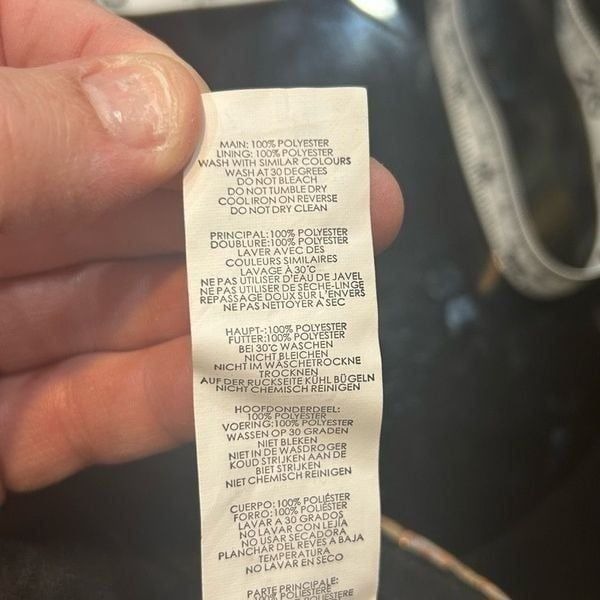 MAIN: 100% POLYESTER
LINING: 100% POLYESTER
WASH WITH SIMILAR COLOURS
WASH AT 30 DEGREES
DO NOT BLEACH
DO NOT TUMBLE DRY
COOL IRON ON REVERSE
DO NOT DRY CLEAN
PRINCIPAL: 100% POLYESTER
DOUBLURE: 100% POLYESTER
LAVER AVEC DES
COULEURS SIMILAIRES
LAVAGE À 30°C
NE PAS UTILISER D'EAU DE JAVEL
NE PAS UTILISER DE SÈCHE-LINGE
REPASSAGE DOUX SUR L'ENVERS
NE PAS NETTOYER À SEC
HAUPT-: 100% POLYESTER
FUTTER: 100% POLYESTER
BEI 30°C WASCHEN
NICHT BLEICHEN
NICHT IM WÄSCHETROCKNE
TROCKNEN
AUF DER RUCKSEITE KÜHL BÜGELN
NICHT CHEMISCH REINIGEN
HOOFDONDERDEEL:
100% POLYESTER
VOERING: 100% POLYESTER
WASSEN OP 30 GRADEN
NIET BLEKEN
NIET IN DE WASDROGER
KOUD STRIJKEN AAN DE
BIET STRIJKEN
NIET CHEMISCH REINIGEN
CUERPO: 100% POLIÉSTER
FORRO: 100% POLIÉSTER
LAVAR A 30 GRADOS
NO LAVAR CON LEJÍA
NO USAR SECADORA
PLANCHAR DEL REVÉS A BAJA
TEMPERATURA
NO LAVAR EN SECO
PARTE PRINCIPALE:
100% POLIESTERE